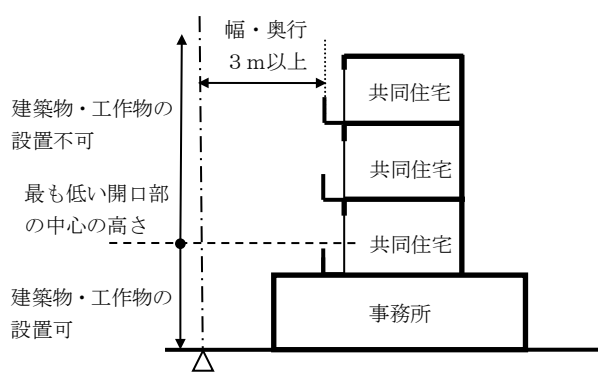 幅・奥行
３ｍ以上
建築物・工作物の
設置不可
共同住宅
共同住宅
最も低い開口部
の中心の高さ
共同住宅
建築物・工作物の
設置可
事務所